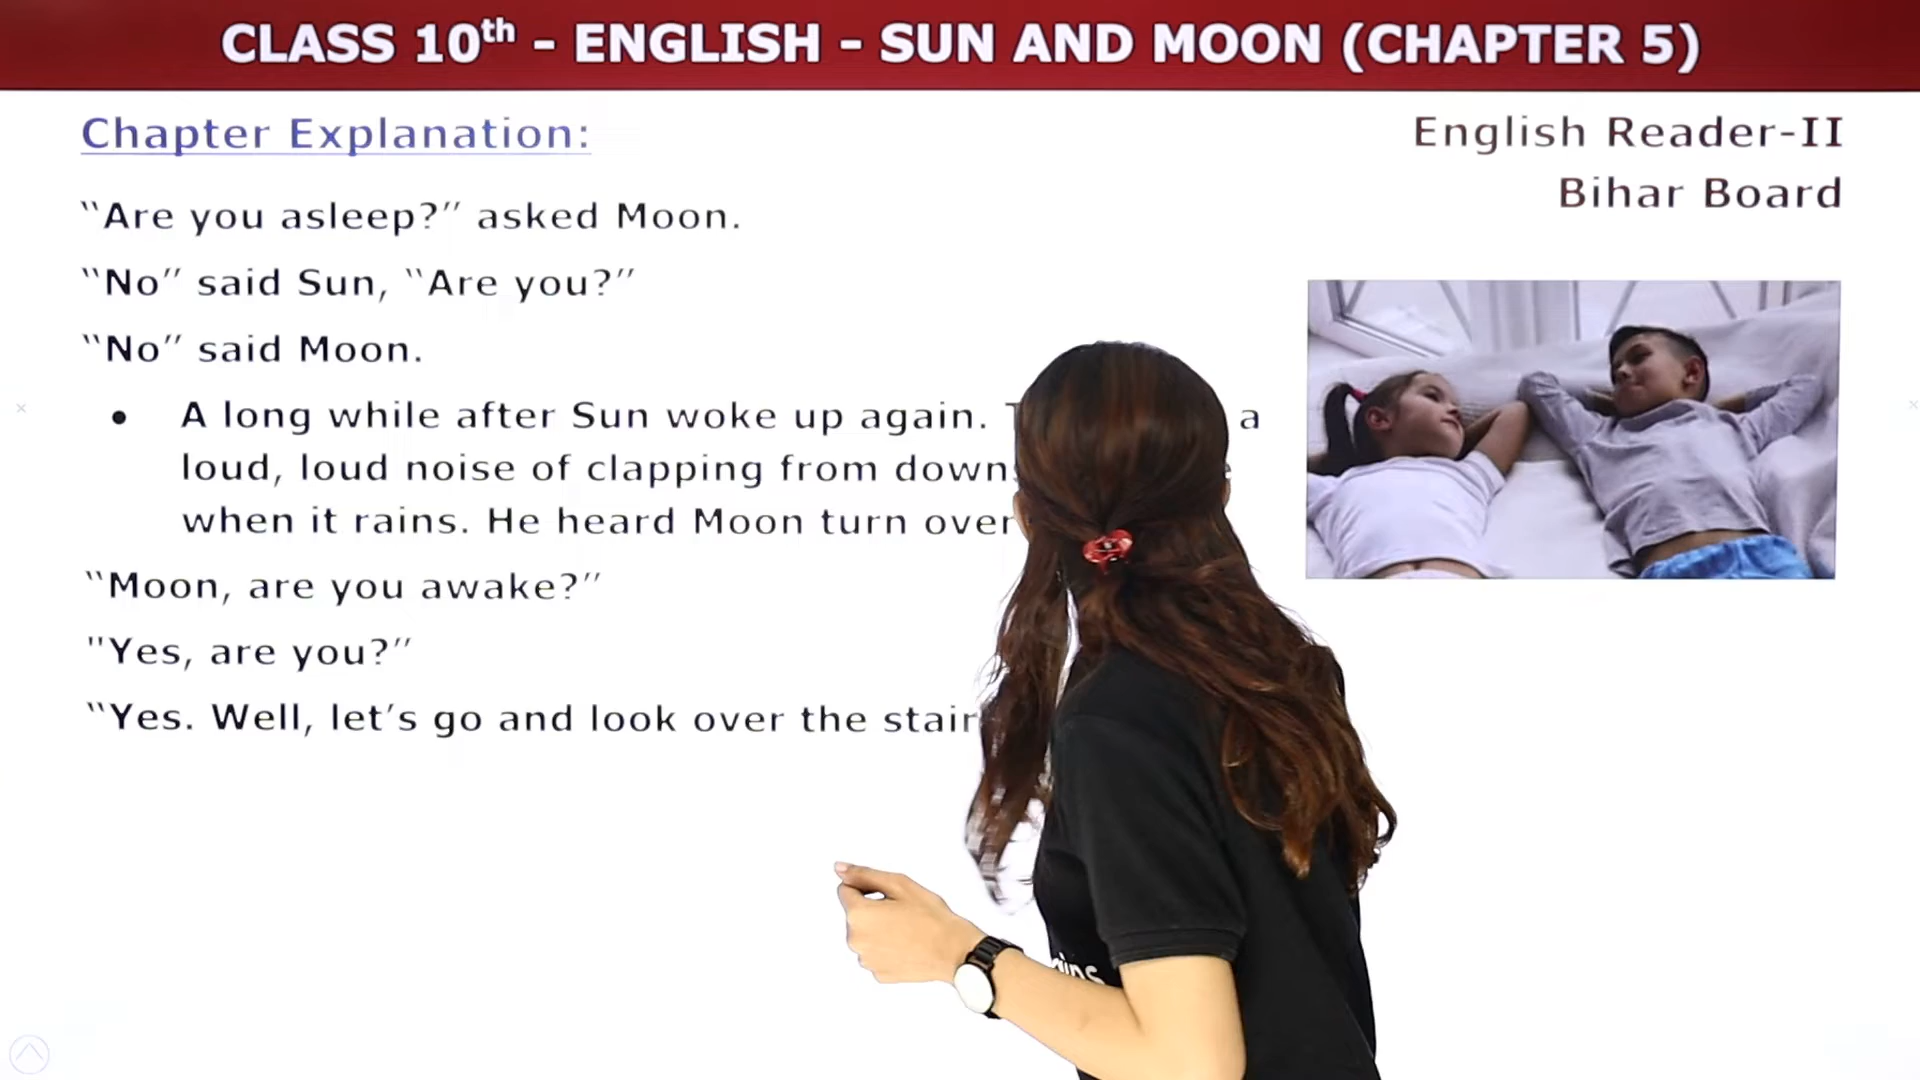 CLASS 10th - ENGLISH - SUN AND MOON (CHAPTER 5)
Chapter Explanation:
English Reader-II
Bihar Board
“Are you asleep?” asked Moon.
“No” said Sun, “Are you?”
“No” said Moon.
• A long while after Sun woke up again. a
loud, loud noise of clapping from
when it rains. He heard Moon turn over
“Moon, are you awake?”
"Yes, are you?”
“Yes. Well, let’s go and look over the